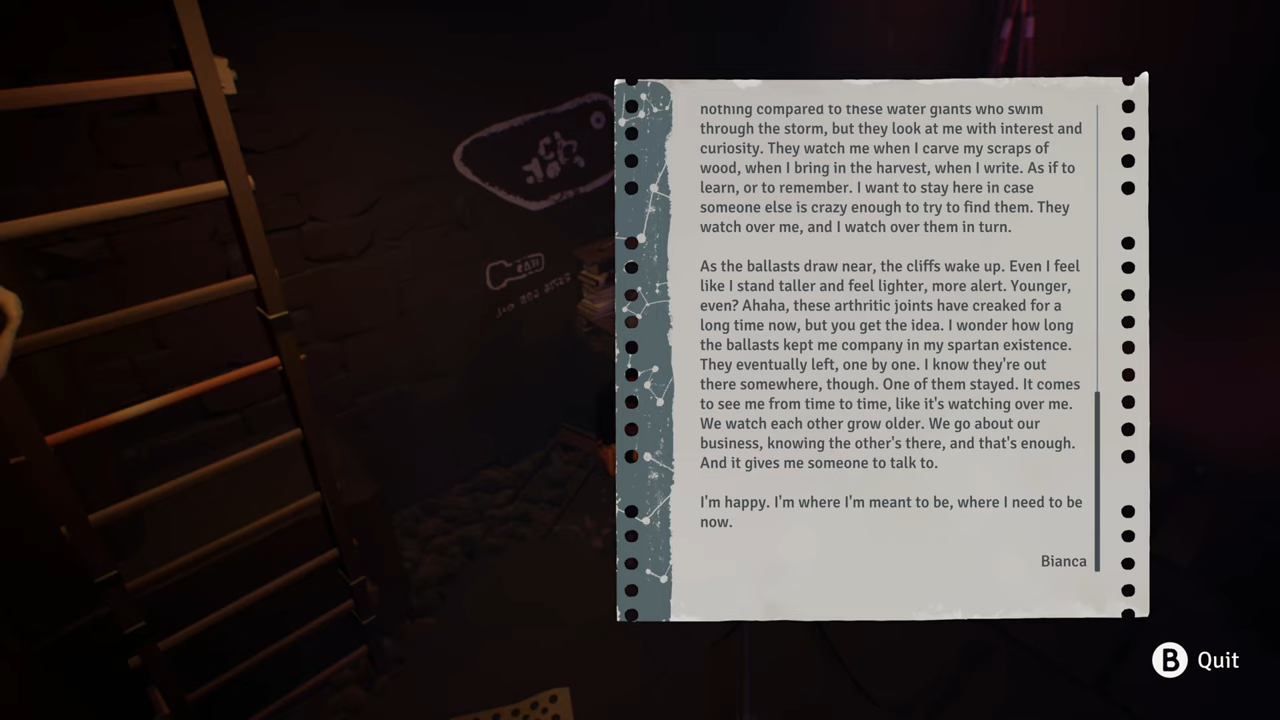 nothing compared to these water giants who swim
through the storm, but they look at me with interest and
curiosity. They watch me when I carve my scraps of
wood, when I bring in the harvest, when I write. As if to
learn, or to remember. I want to stay here in case
someone else is crazy enough to try to find them. They
watch over me, and I watch over them in turn.
As the ballasts draw near, the cliffs wake up. Even I feel
like I stand taller and feel lighter, more alert. Younger,
even? Ahaha, these arthritic joints have creaked for a
long time now, but you get the idea. I wonder how long
the ballasts kept me company in my spartan existence.
They eventually left, one by one. I know they're out
there somewhere, though. One of them stayed. It comes
to see me from time to time, like it's watching over me.
We watch each other grow older. We go about our
business, knowing the other's there, and that's enough.
And it gives me someone to talk to.
I'm happy. I'm where I'm meant to be, where I need to be
now.
Bianca
B Quit